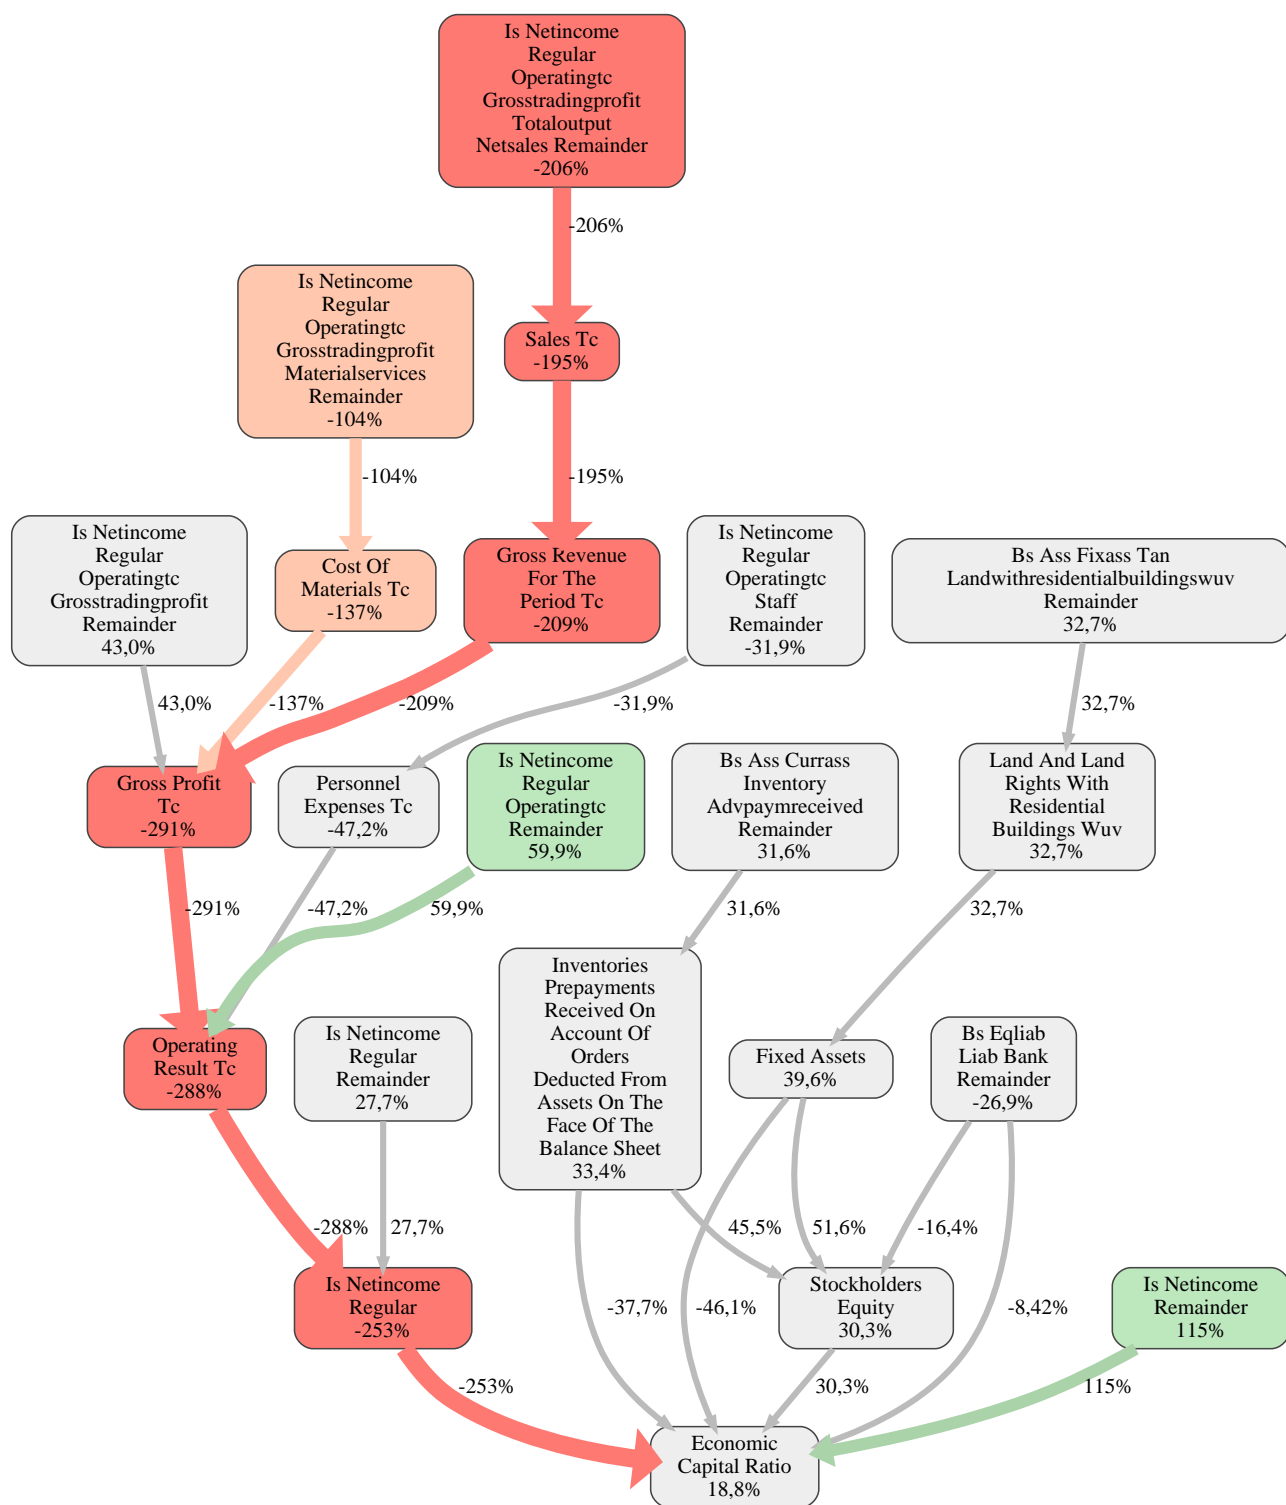 Is Netincome
Regular
Operatingtc
Grosstradingprofit
Totaloutput
Netsales Remainder
-206%
-206%
Is Netincome
Regular
Operatingtc
Grosstradingprofit
Materialservices
Remainder
-104%
Sales Tc
-195%
-104%
-195%
Is Netincome
Regular
Operatingtc
Grosstradingprofit
Remainder
43,0%
Cost Of
Materials Tc
-137%
Gross Revenue
For The
Period Tc
-209%
Is Netincome
Regular
Operatingtc
Staff
Remainder
-31,9%
Bs Ass Fixass Tan
Landwithresidentialbuildingswuv
Remainder
32,7%
43,0%
-137%
-209%
-31,9%
32,7%
Gross Profit
Tc
-291%
Personnel
Expenses Tc
-47,2%
Is Netincome
Regular
Operatingtc
Remainder
59,9%
Bs Ass Currass
Inventory
Advpaymreceived
Remainder
31,6%
Land And Land
Rights With
Residential
Buildings Wuv
32,7%
-291%
-47,2%
59,9%
31,6%
32,7%
Operating
Result Tc
-288%
Is Netincome
Regular
Remainder
27,7%
Inventories
Prepayments
Received On
Account Of
Orders
Deducted From
Assets On The
Face Of The
Balance Sheet
33,4%
Fixed Assets
39,6%
Bs Eqliab
Liab Bank
Remainder
-26,9%
-288%
27,7%
45,5%
51,6%
-16,4%
Is Netincome
Regular
-253%
-37,7%
-46,1%
Stockholders
Equity
30,3%
-8,42%
Is Netincome
Remainder
115%
-253%
30,3%
115%
Economic
Capital Ratio
18,8%